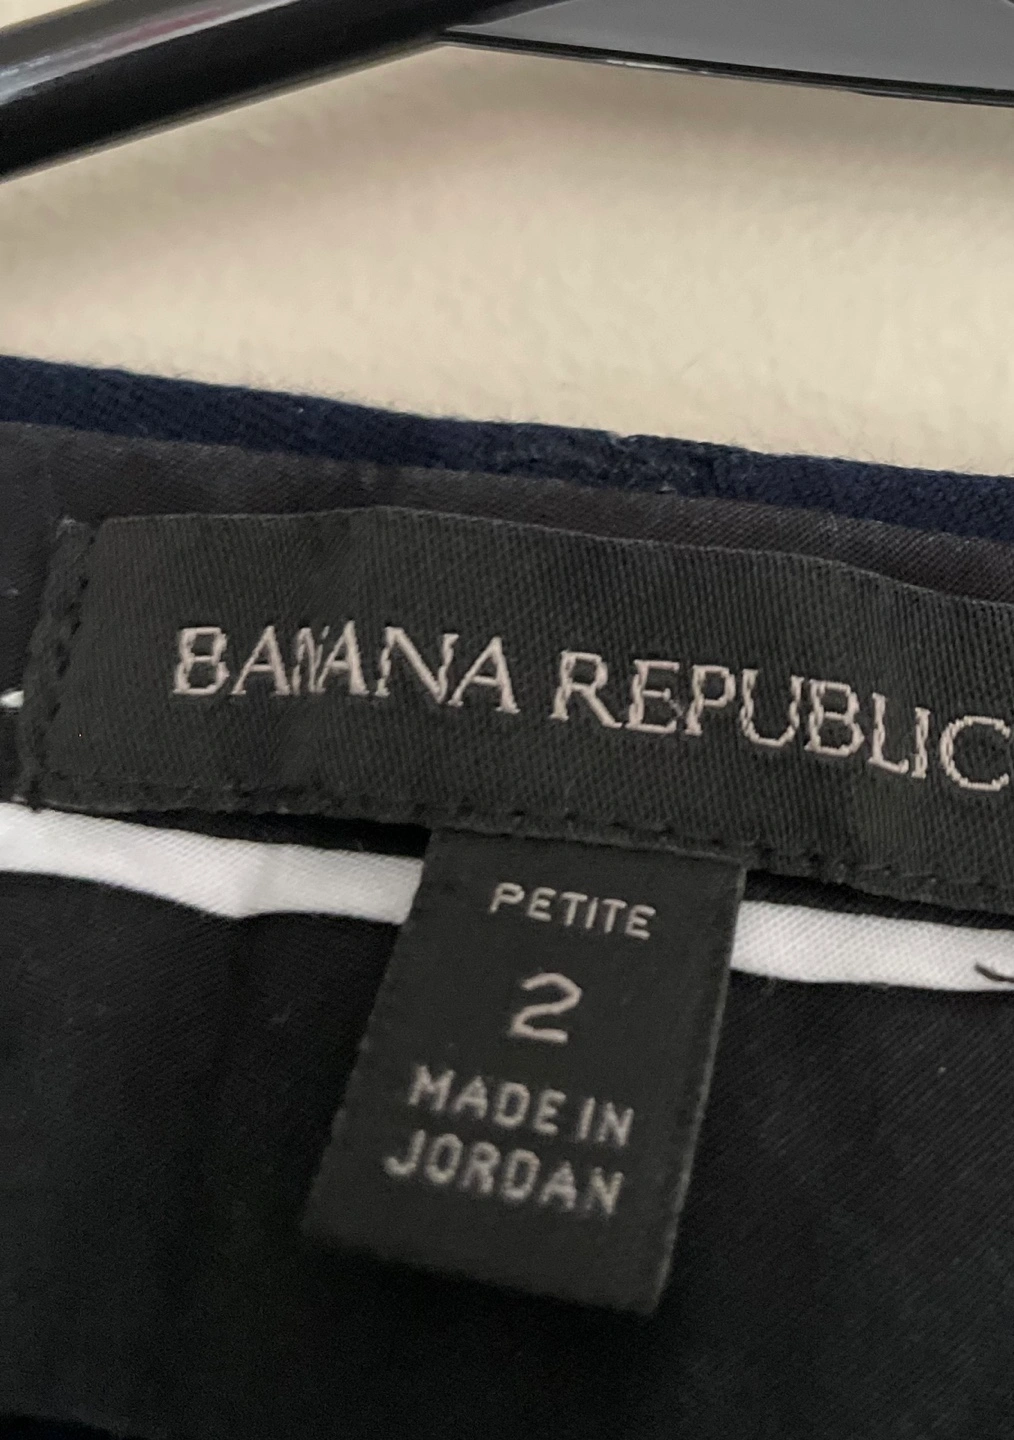 BANANA REPUBLIC
PETITE
2
MADE IN
JORDAN